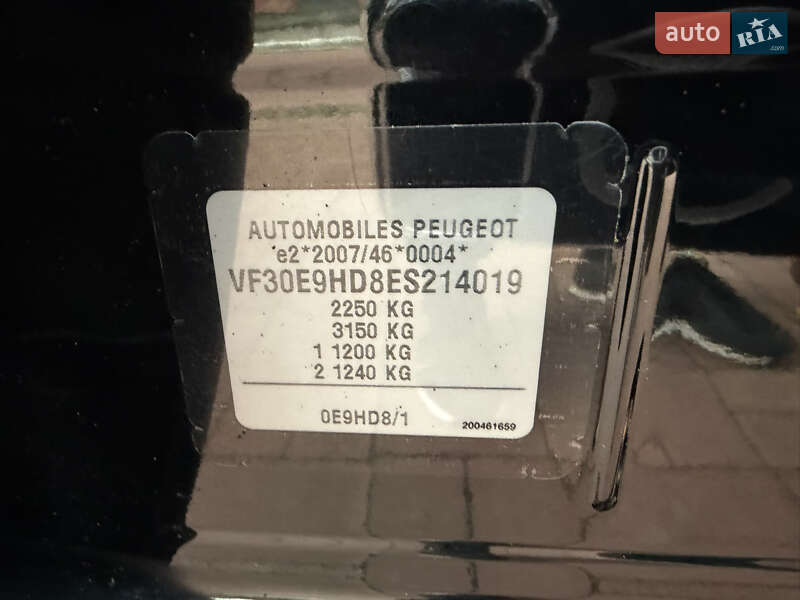 auto RIA
.com
AUTOMOBILES PEUGEOT
e2*2007/46*0004*
VF30E9HD8ES214019
2250 KG
3150 KG
1 1200 KG
2 1240 KG
0E9HD8/1
200461659